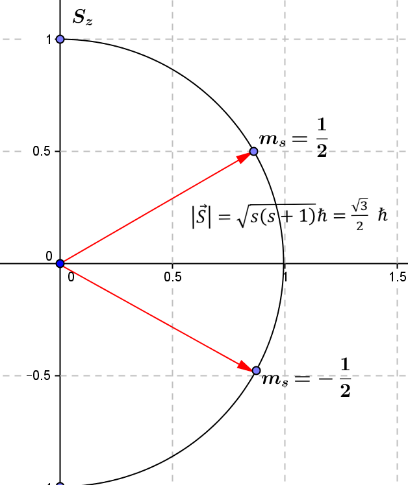 S_z
1
m_s = 1/2
0.5
|S⃗| = √s(s+1)ħ = √3/2 ħ
0
0 0.5 1 1.5
m_s = − 1/2
−0.5